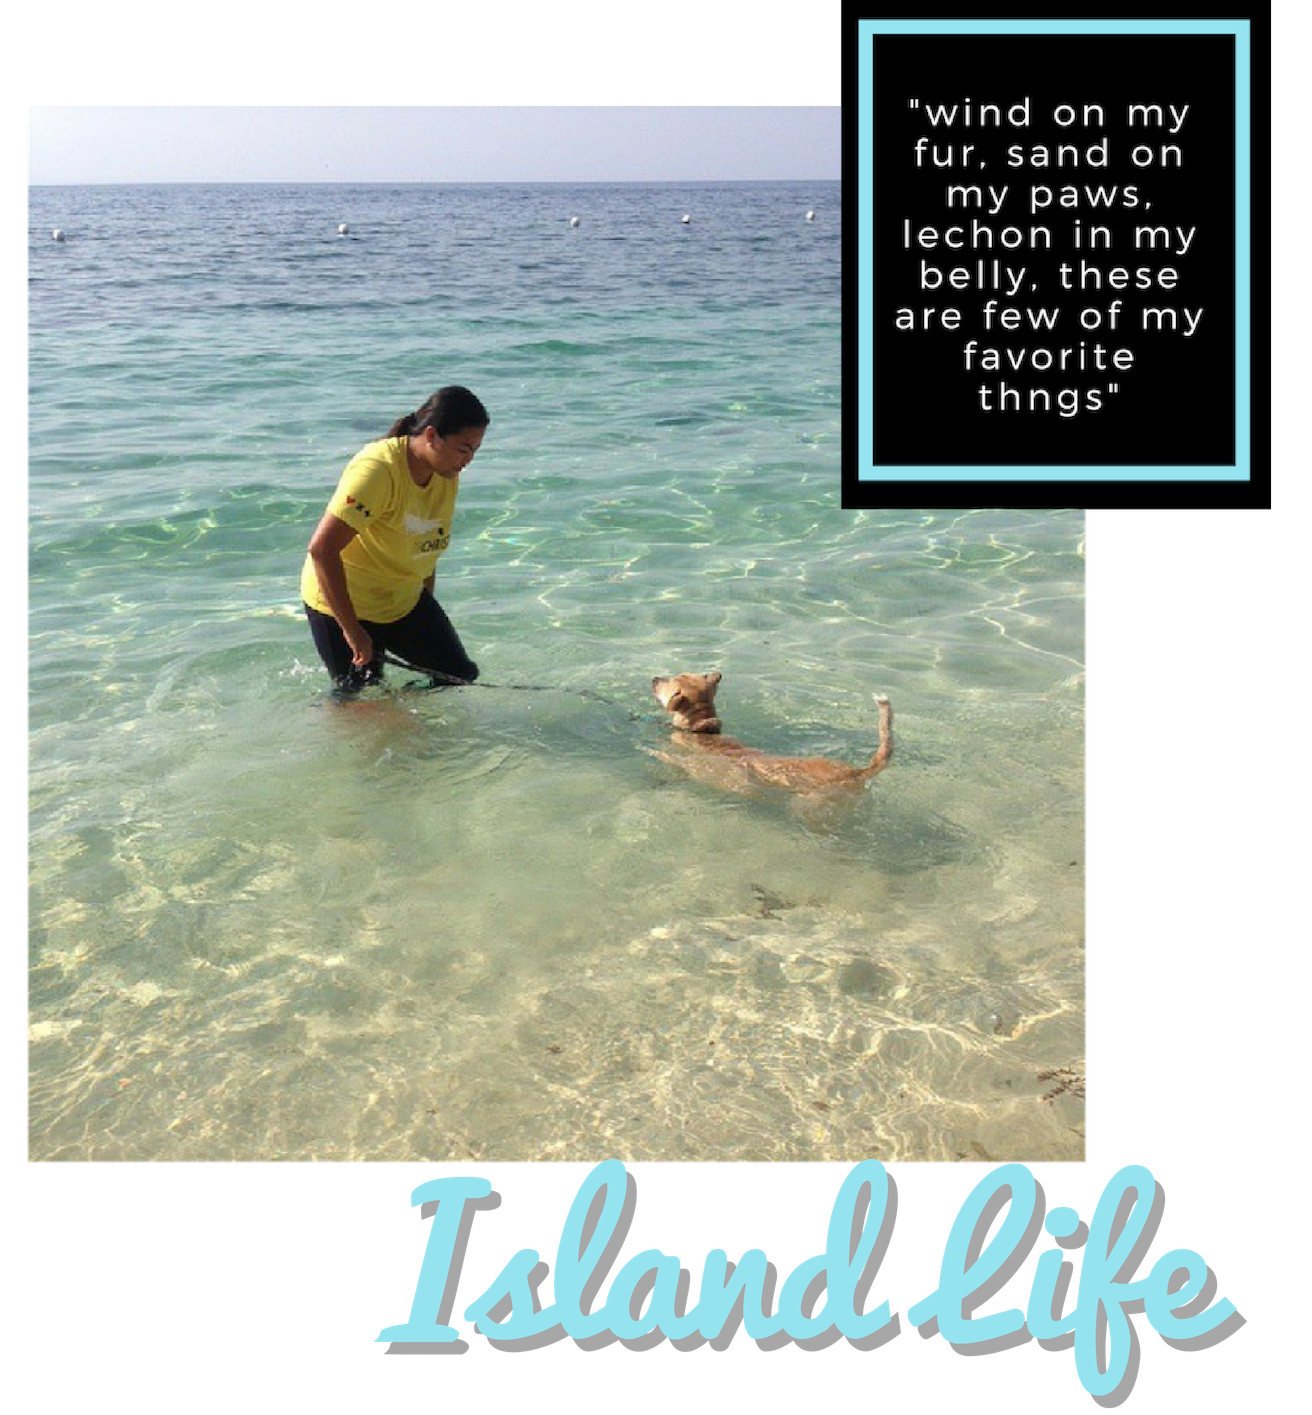 "wind on my
fur, sand on
my paws,
lechon in my
belly, these
are few of my
favorite
thngs"
Island Life